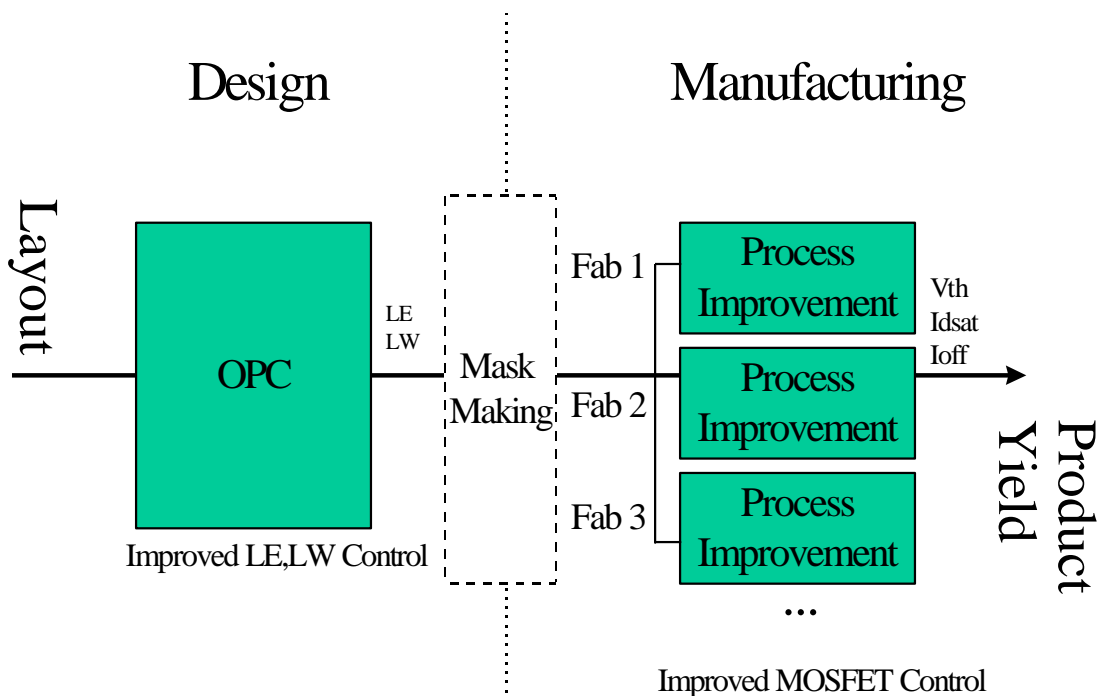 Design
Manufacturing
Layout
OPC
LE
LW
Improved LE,LW Control
Mask
Making
Fab 1
Fab 2
Fab 3
Process
Improvement
Process
Improvement
Process
Improvement
...
Vth
Idsat
Ioff
Product
Yield
Improved MOSFET Control